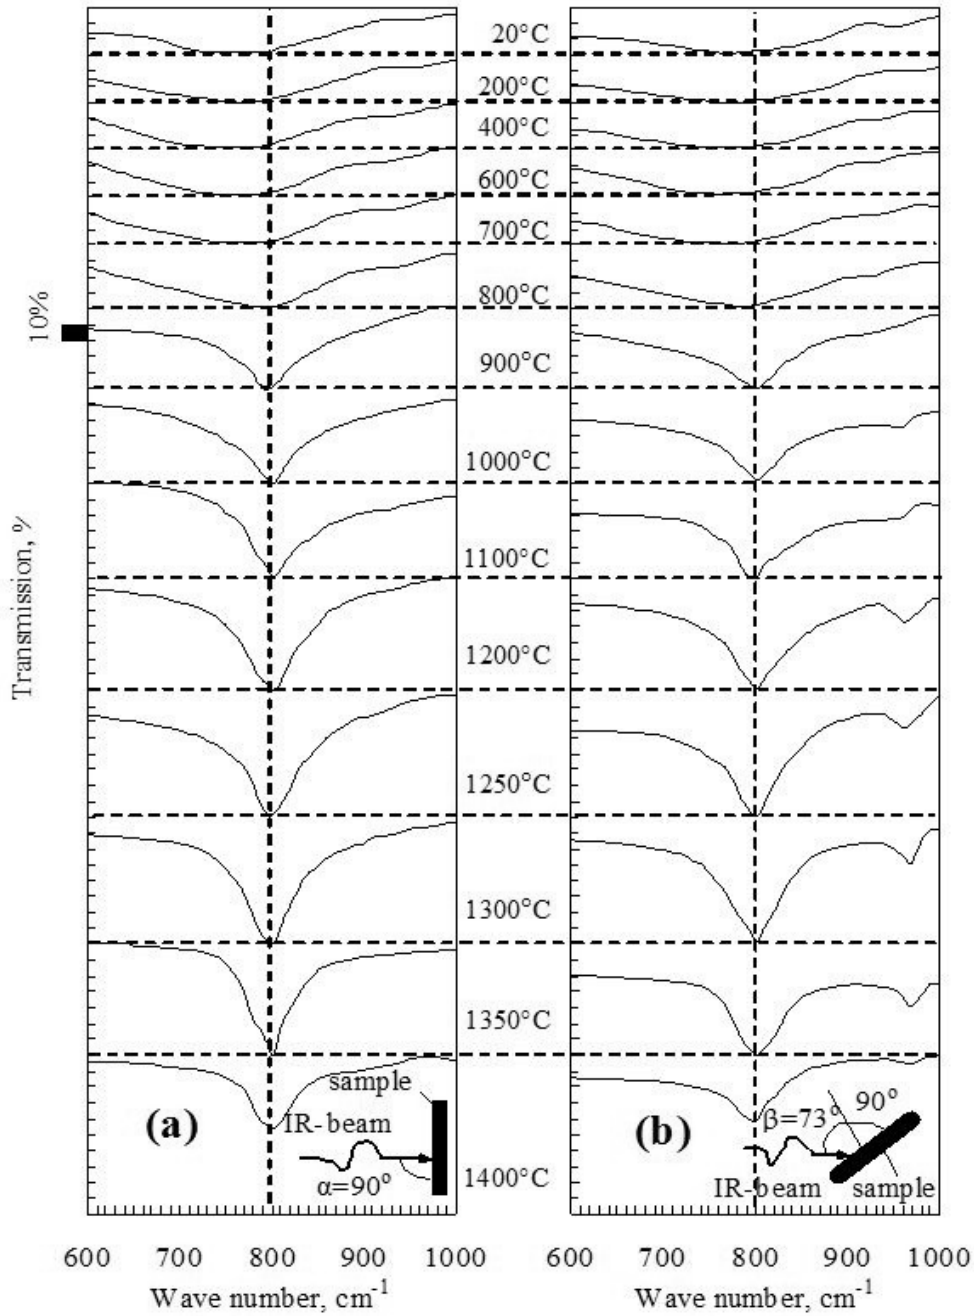 20°C
200°C
400°C
600°C
700°C
800°C
10%
900°C
1000°C
1100°C
Transmission, %
1200°C
1250°C
1300°C
1350°C
1400°C
sample
(a)
IR-beam
α=90°
β=73°
90°
(b)
IR-beam
sample
600 700 800 900 1000
Wave number, cm⁻¹
600 700 800 900 1000
Wave number, cm⁻¹